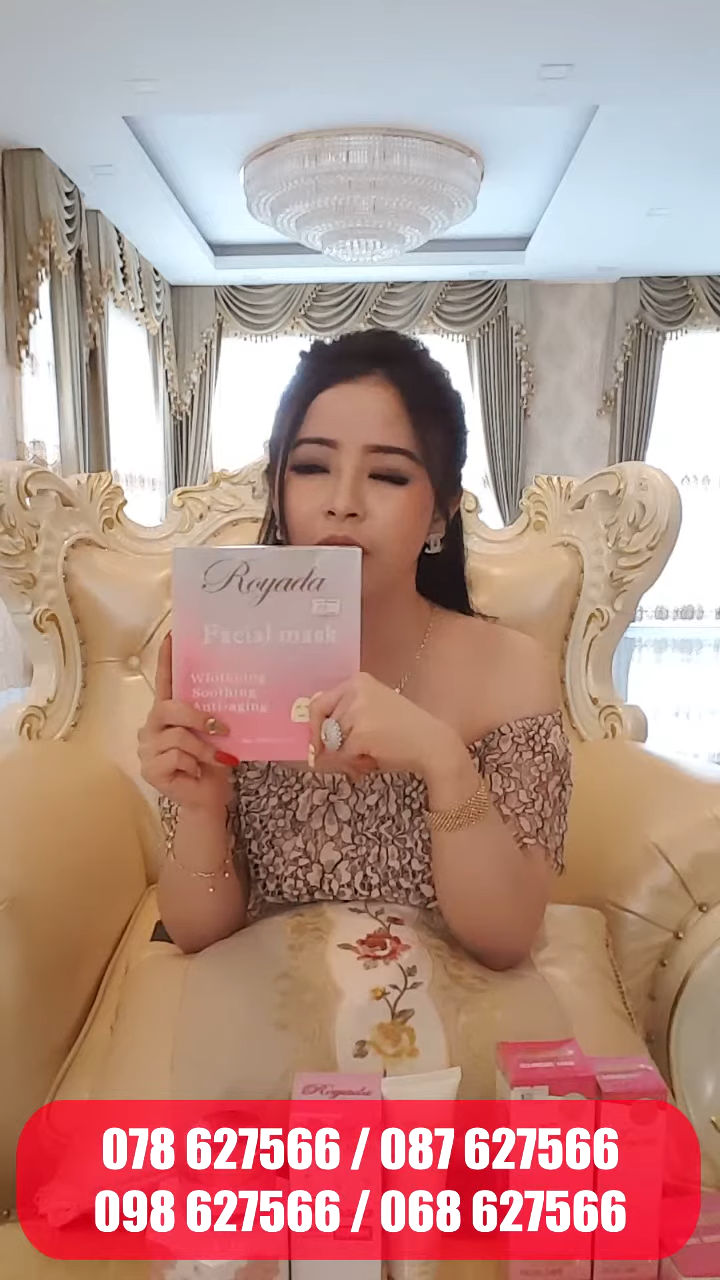 Royada
Facial mask
Whitening
Soothing
Anti-aging
Royada
078 627566 / 087 627566
098 627566 / 068 627566